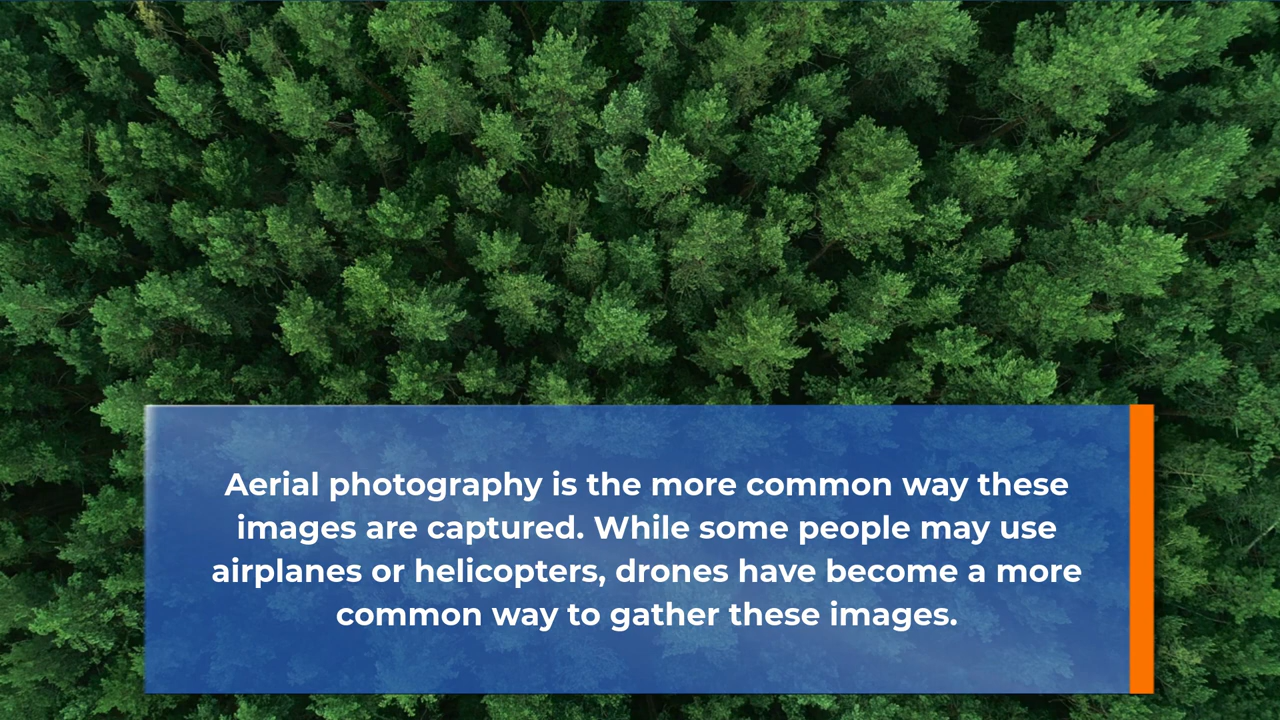 Aerial photography is the more common way these
images are captured. While some people may use
airplanes or helicopters, drones have become a more
common way to gather these images.